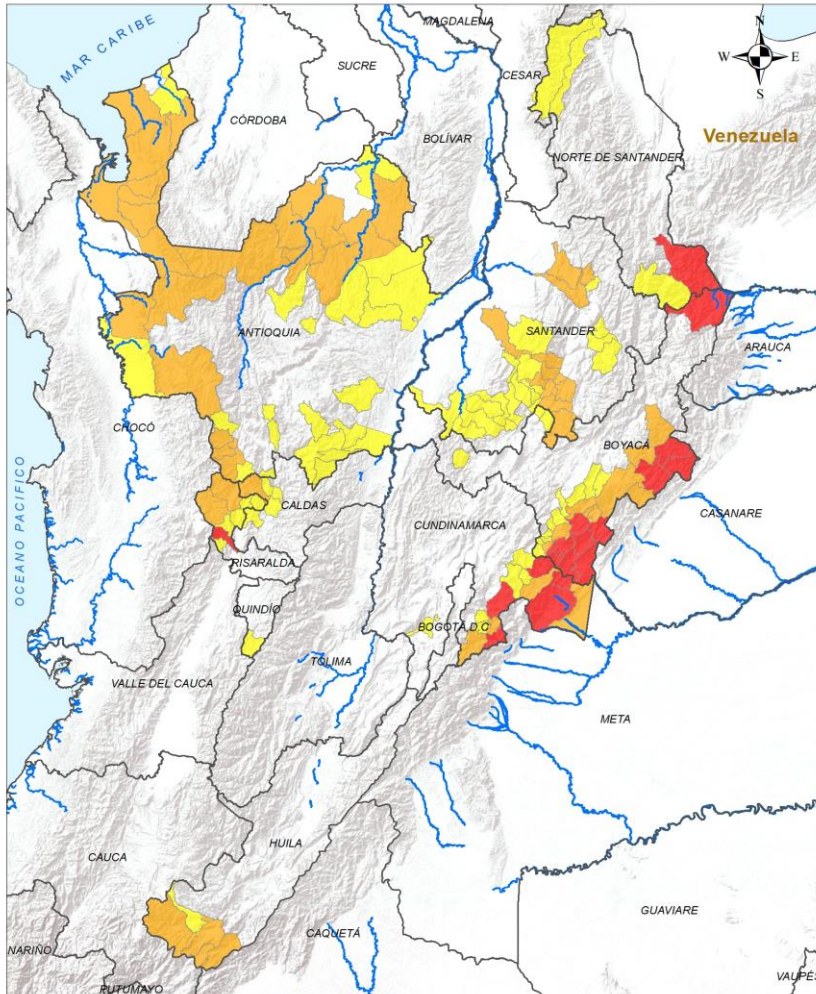 MAR CARIBE
MAGDALENA
SUCRE
CESAR
N
W
E
S
CÓRDOBA
BOLÍVAR
Venezuela
NORTE DE SANTANDER
ANTIOQUIA
SANTANDER
ARAUCA
CHOCÓ
BOYACÁ
CALDAS
CUNDINAMARCA
CASANARE
OCEANO PACIFICO
RISARALDA
QUINDÍO
BOGOTÁ D.C
TOLIMA
VALLE DEL CAUCA
META
HUILA
CAUCA
GUAVIARE
CAQUETÁ
NARIÑO
PUTUMAYO
VAUPÉS